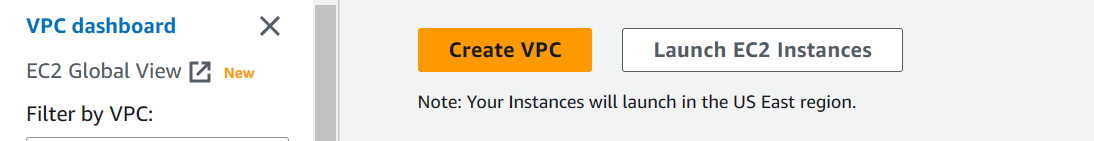 VPC dashboard
EC2 Global View New
Filter by VPC:
Create VPC
Launch EC2 Instances
Note: Your Instances will launch in the US East region.